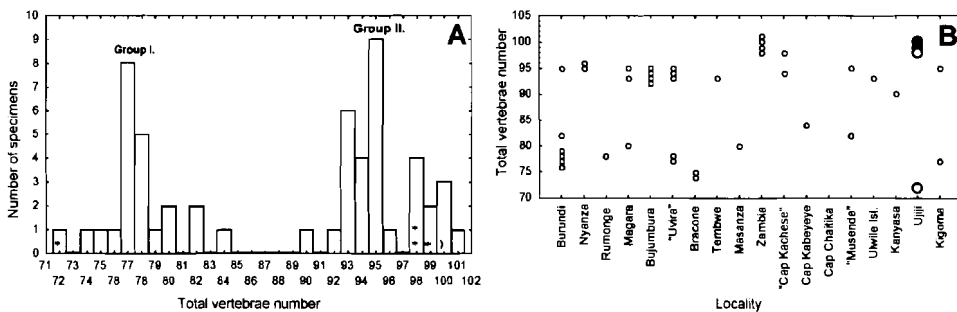 A
Group I.
Group II.
Number of specimens
10
9
8
7
6
5
4
3
2
1
0
* * * * )
71 73 75 77 79 81 83 85 87 89 91 93 95 97 99 101
72 74 76 78 80 82 84 86 88 90 92 94 96 98 100 102
Total vertebrae number
B
Total vertebrae number
105
100
95
90
85
80
75
70
Burundi
Nyanza
Rumonge
Magara
Bujumbura
"Uvira"
Bracone
Tembwe
Masanza
Zambia
"Cap Kachese"
Cap Kabeyeye
Cap Chaitika
"Musende"
Ulwile Isl.
Kanyasa
Ujiji
Kigoma
Locality